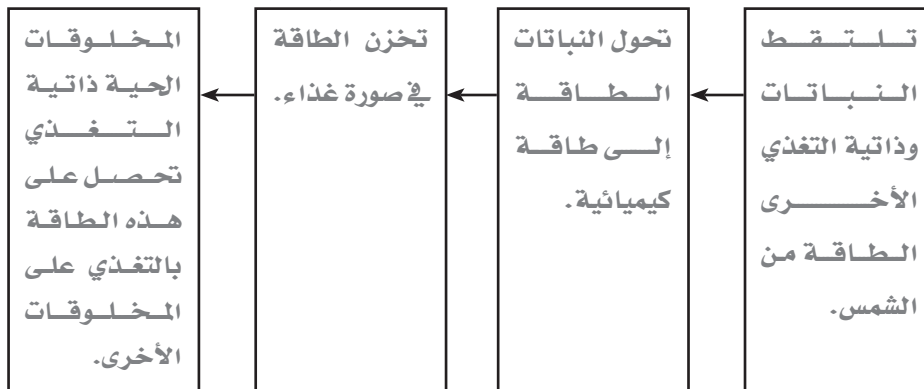 تلتقط
النباتات
وذاتية التغذي
الأخرى
الطاقة من
الشمس.
تحول النباتات
الطاقة
إلى طاقة
كيميائية.
تخزن الطاقة
في صورة غذاء.
المخلوقات
الحية ذاتية
التغذي
تحصل على
هذه الطاقة
بالتغذي على
المخلوقات
الأخرى.